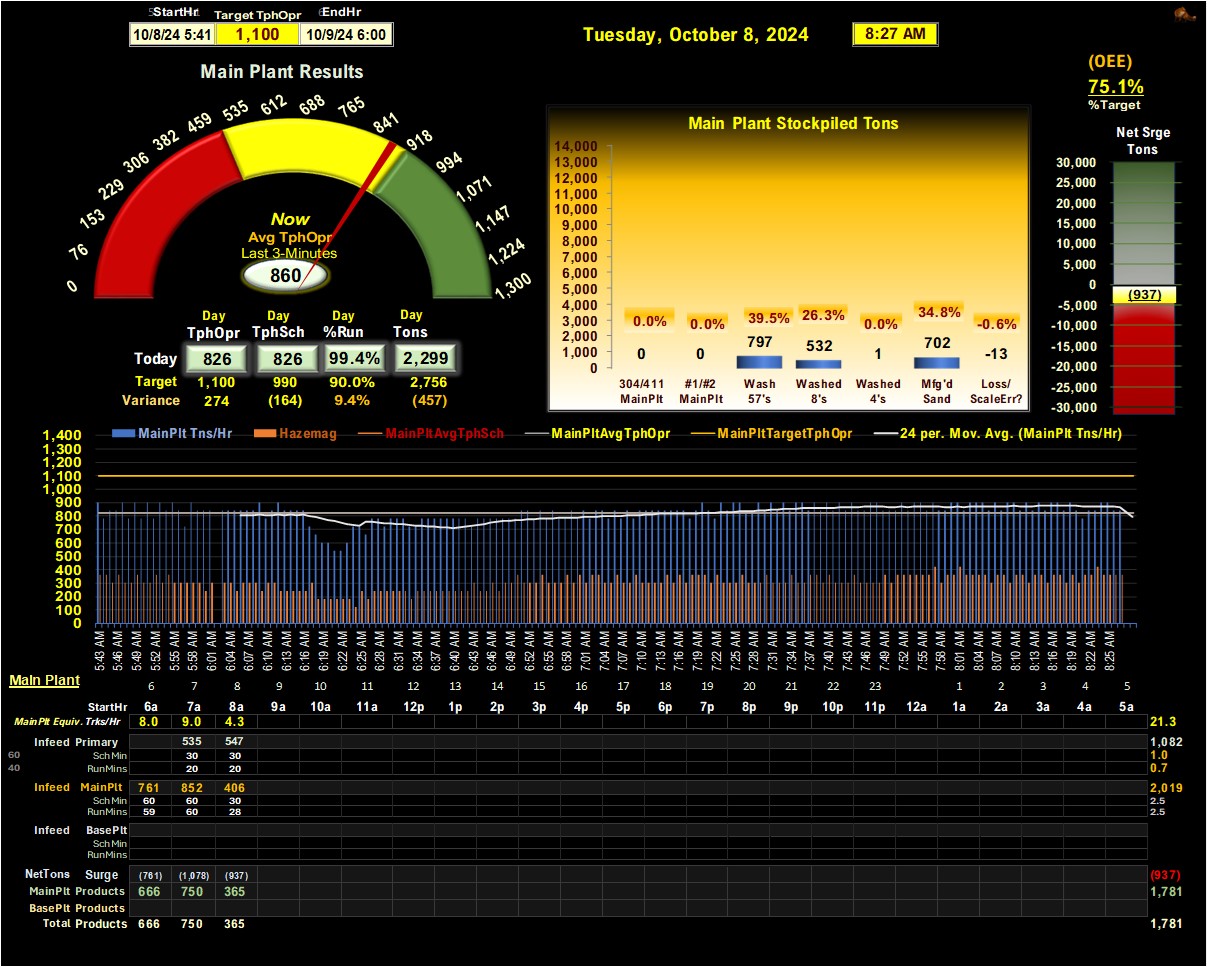 StartHr Target TphOpr EndHr
10/8/24 5:41 1,100 10/9/24 6:00
Tuesday, October 8, 2024 8:27 AM
(OEE)
75.1%
%Target
Main Plant Results
0 76 153 229 306 382 459 535 612 688 765 841 918 994 1,071 1,147 1,224 1,300
Now
Avg TphOpr
Last 3-Minutes
860
Day Day Day Day
TphOpr TphSch %Run Tons
Today 826 826 99.4% 2,299
Target 1,100 990 90.0% 2,756
Variance 274 (164) 9.4% (457)
Main Plant Stockpiled Tons
14,000
13,000
12,000
11,000
10,000
9,000
8,000
7,000
6,000
5,000
4,000
3,000
2,000
1,000
0
0.0% 0.0% 39.5% 26.3% 0.0% 34.8% -0.6%
0 0 797 532 1 702 -13
304/411 #1/#2 Wash Washed Washed Mfg'd Loss/
MainPlt MainPlt 57's 8's 4's Sand ScaleErr?
Net Srge
Tons
30,000
25,000
20,000
15,000
10,000
5,000
0
(937)
-5,000
-10,000
-15,000
-20,000
-25,000
-30,000
MainPlt Tns/Hr Hazemag MainPltAvgTphSch MainPltAvgTphOpr MainPltTargetTphOpr 24 per. Mov. Avg. (MainPlt Tns/Hr)
1,400
1,300
1,200
1,100
1,000
900
800
700
600
500
400
300
200
100
0
5:43 AM 5:46 AM 5:49 AM 5:52 AM 5:55 AM 5:58 AM 6:01 AM 6:04 AM 6:07 AM 6:10 AM 6:13 AM 6:16 AM 6:19 AM 6:22 AM 6:25 AM 6:28 AM 6:31 AM 6:34 AM 6:37 AM 6:40 AM 6:43 AM 6:46 AM 6:49 AM 6:52 AM 6:55 AM 6:58 AM 7:01 AM 7:04 AM 7:07 AM 7:10 AM 7:13 AM 7:16 AM 7:19 AM 7:22 AM 7:25 AM 7:28 AM 7:31 AM 7:34 AM 7:37 AM 7:40 AM 7:43 AM 7:46 AM 7:49 AM 7:52 AM 7:55 AM 7:58 AM 8:01 AM 8:04 AM 8:07 AM 8:10 AM 8:13 AM 8:16 AM 8:19 AM 8:22 AM 8:25 AM
Main Plant
6 7 8 9 10 11 12 13 14 15 16 17 18 19 20 21 22 23 1 2 3 4 5
StartHr 6a 7a 8a 9a 10a 11a 12p 1p 2p 3p 4p 5p 6p 7p 8p 9p 10p 11p 12a 1a 2a 3a 4a 5a
MainPlt Equiv. Trks/Hr 8.0 9.0 4.3 21.3
Infeed Primary 535 547 1,082
60 SchMin 30 30 1.0
40 RunMins 20 20 0.7
Infeed MainPlt 761 852 406 2,019
SchMin 60 60 30 2.5
RunMins 59 60 28 2.5
Infeed BasePlt
SchMin
RunMins
NetTons Surge (761) (1,078) (937) (937)
MainPlt Products 666 750 365 1,781
BasePlt Products
Total Products 666 750 365 1,781